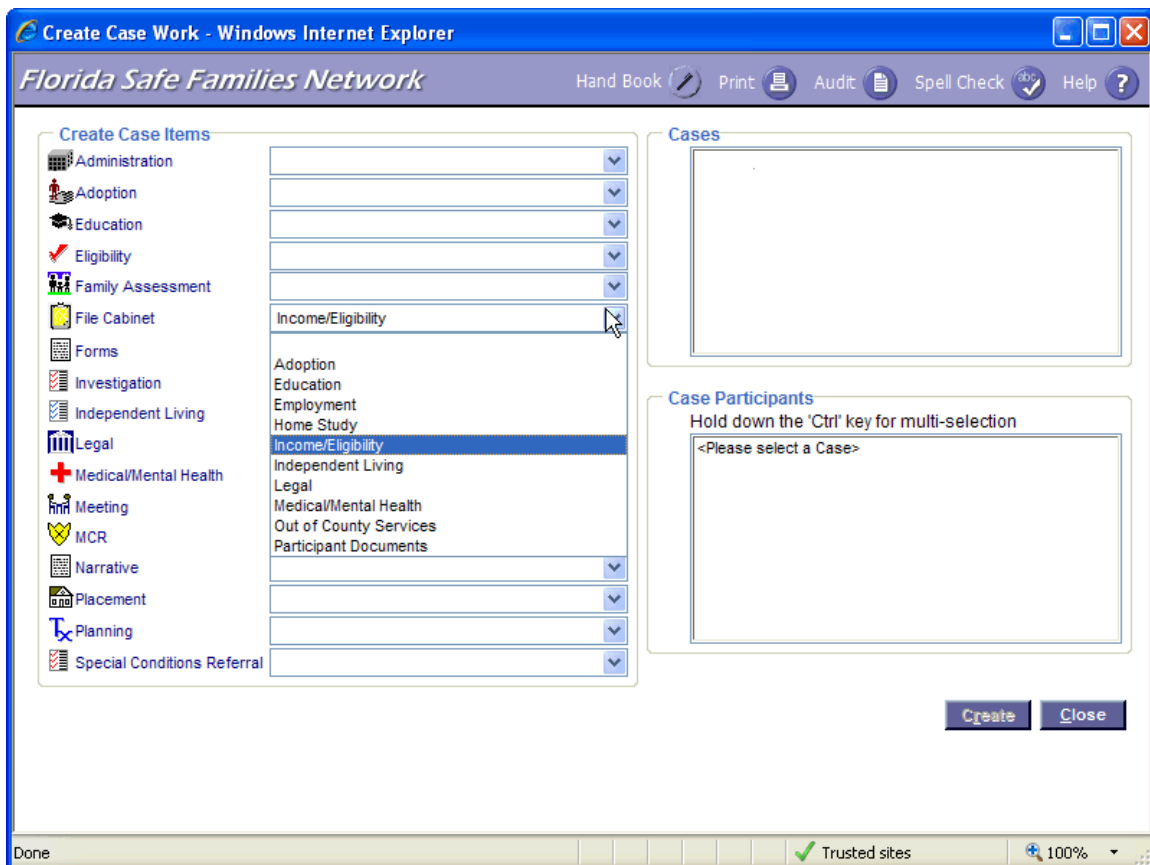 Create Case Work - Windows Internet Explorer
Florida Safe Families Network
Hand Book
Print
Audit
Spell Check
abc
Help
?
Create Case Items
Administration
Adoption
Education
Eligibility
Family Assessment
File Cabinet
Income/Eligibility
Forms
Investigation
Independent Living
Legal
Medical/Mental Health
Meeting
MCR
Adoption
Education
Employment
Home Study
Income/Eligibility
Independent Living
Legal
Medical/Mental Health
Out of County Services
Participant Documents
Narrative
Placement
Tx Planning
Special Conditions Referral
Cases
Case Participants
Hold down the 'Ctrl' key for multi-selection
<Please select a Case>
Create
Close
Done
Trusted sites
100%